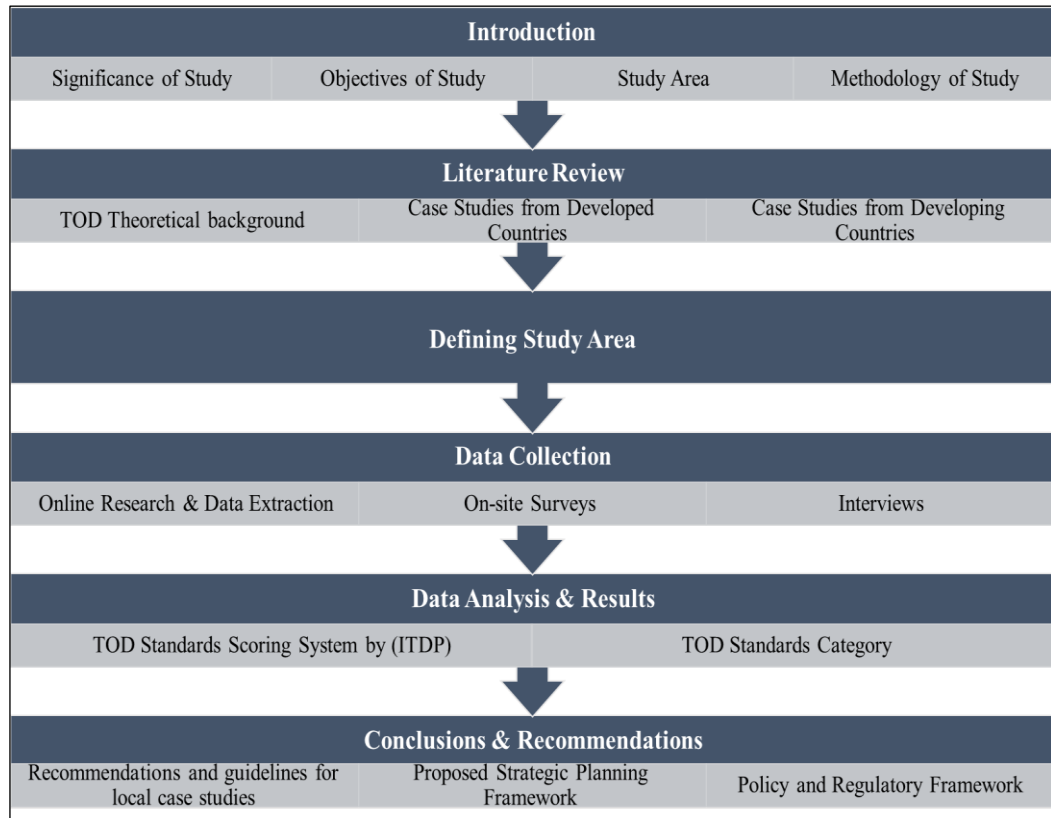 Introduction
Significance of Study
Objectives of Study
Study Area
Methodology of Study
Literature Review
TOD Theoretical background
Case Studies from Developed
Countries
Case Studies from Developing
Countries
Defining Study Area
Data Collection
Online Research & Data Extraction
On-site Surveys
Interviews
Data Analysis & Results
TOD Standards Scoring System by (ITDP)
TOD Standards Category
Conclusions & Recommendations
Recommendations and guidelines for
local case studies
Proposed Strategic Planning
Framework
Policy and Regulatory Framework